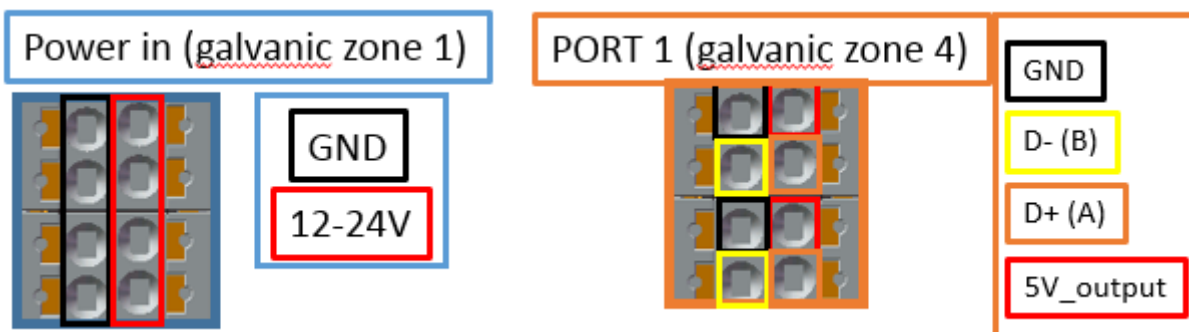 Power in (galvanic zone 1)
GND
12-24V
PORT 1 (galvanic zone 4)
GND
D- (B)
D+ (A)
5V_output